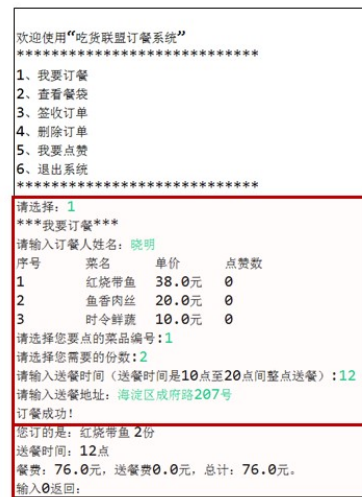 欢迎使用“吃货联盟订餐系统”
*****************************
1、我要订餐
2、查看餐袋
3、签收订单
4、删除订单
5、我要点赞
6、退出系统
*****************************
请选择：1
***我要订餐***
请输入订餐人姓名：晓明
序号 菜名 单价 点赞数
1 红烧带鱼 38.0元 0
2 鱼香肉丝 20.0元 0
3 时令鲜蔬 10.0元 0
请选择您要点的菜品编号:1
请选择您需要的份数:2
请输入送餐时间（送餐时间是10点至20点间整点送餐）:12
请输入送餐地址：海淀区成府路207号
订餐成功！
您订的是：红烧带鱼 2份
送餐时间：12点
餐费：76.0元，送餐费0.0元，总计：76.0元。
输入0返回：